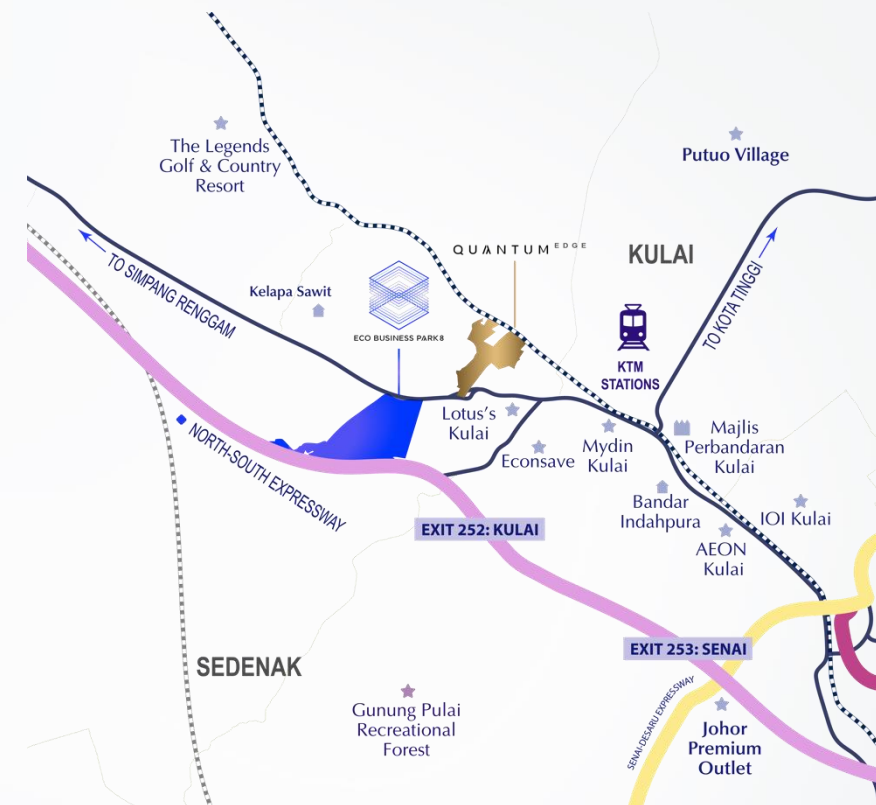 The Legends
Golf & Country
Resort
Putuo Village
QUANTUM EDGE
KULAI
TO SIMPANG RENGGAM
Kelapa Sawit
TO KOTA TINGGI
ECO BUSINESS PARK 8
KTM
STATIONS
Lotus's
Kulai
Econsave
Mydin
Kulai
Majlis
Perbandaran
Kulai
NORTH-SOUTH EXPRESSWAY
Bandar
Indahpura
IOI Kulai
EXIT 252: KULAI
AEON
Kulai
SEDENAK
EXIT 253: SENAI
SENAI-DESARU EXPRESSWAY
Gunung Pulai
Recreational
Forest
Johor
Premium
Outlet